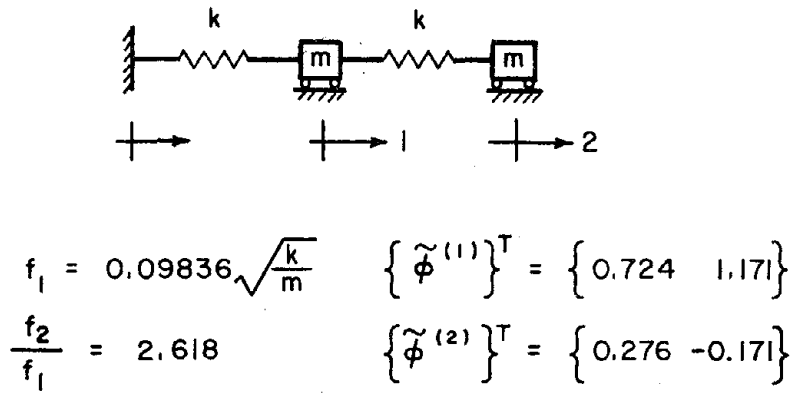 k k
m m
1 2
f₁ = 0.09836 √(k/m) {φ̃⁽¹⁾}ᵀ = {0.724 1.171}
f₂/f₁ = 2.618 {φ̃⁽²⁾}ᵀ = {0.276 -0.171}